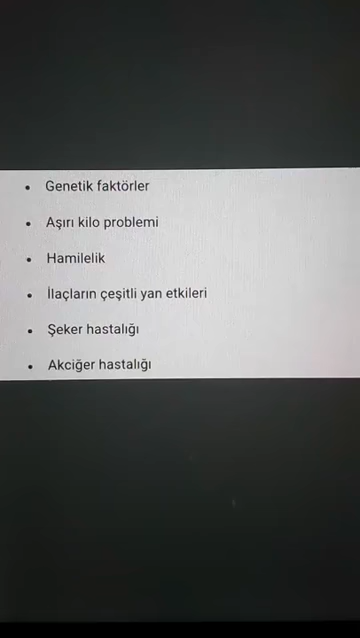 • Genetik faktörler
• Aşırı kilo problemi
• Hamilelik
• İlaçların çeşitli yan etkileri
• Şeker hastalığı
• Akciğer hastalığı